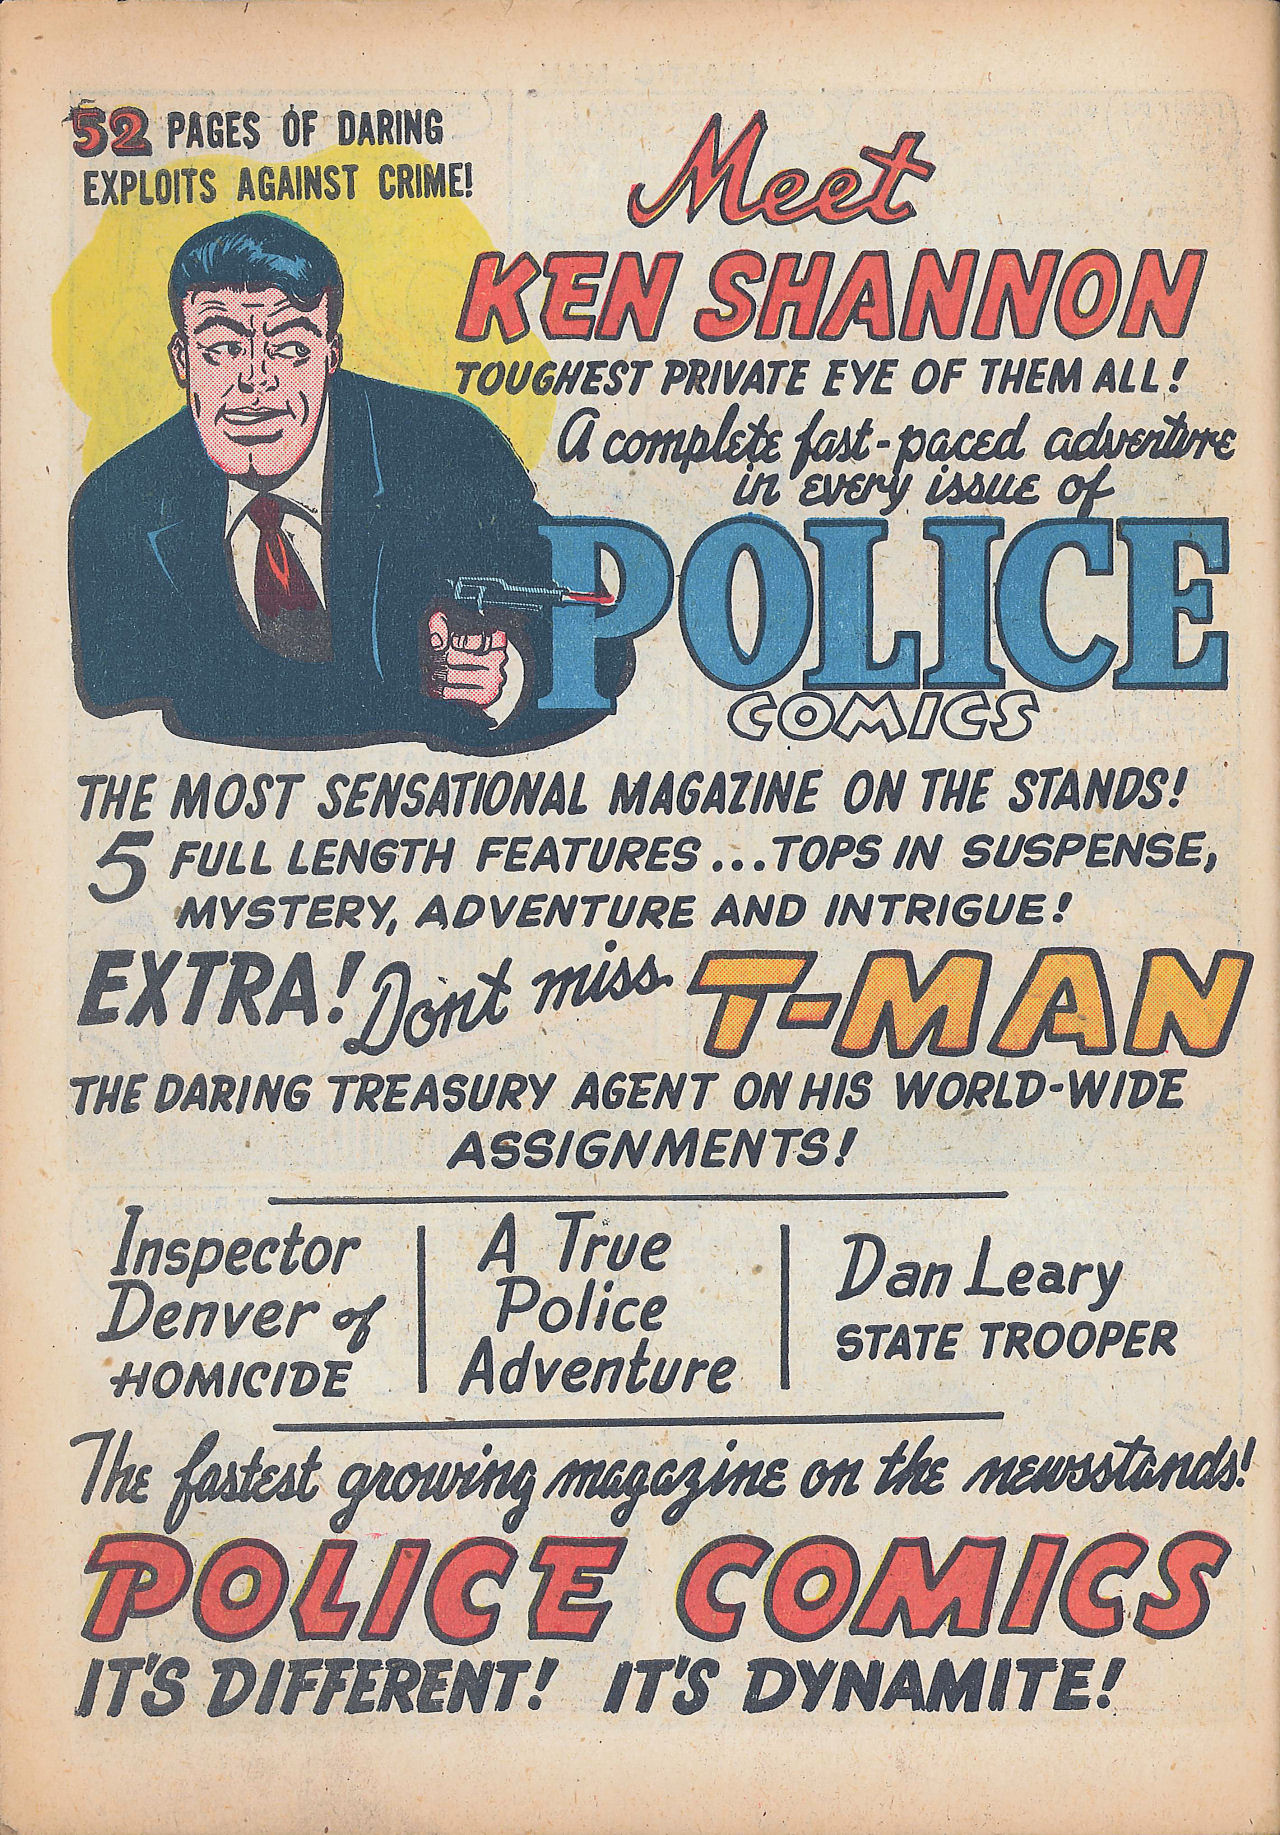 52 PAGES OF DARING
EXPLOITS AGAINST CRIME!
Meet
KEN SHANNON
TOUGHEST PRIVATE EYE OF THEM ALL!
A complete fast-paced adventure
in every issue of
POLICE
COMICS
THE MOST SENSATIONAL MAGAZINE ON THE STANDS!
5 FULL LENGTH FEATURES ... TOPS IN SUSPENSE,
MYSTERY, ADVENTURE AND INTRIGUE!
EXTRA! Don't miss T-MAN
THE DARING TREASURY AGENT ON HIS WORLD-WIDE
ASSIGNMENTS!
Inspector
Denver of
HOMICIDE
A True
Police
Adventure
Dan Leary
STATE TROOPER
The fastest growing magazine on the newsstands!
POLICE COMICS
IT'S DIFFERENT! IT'S DYNAMITE!